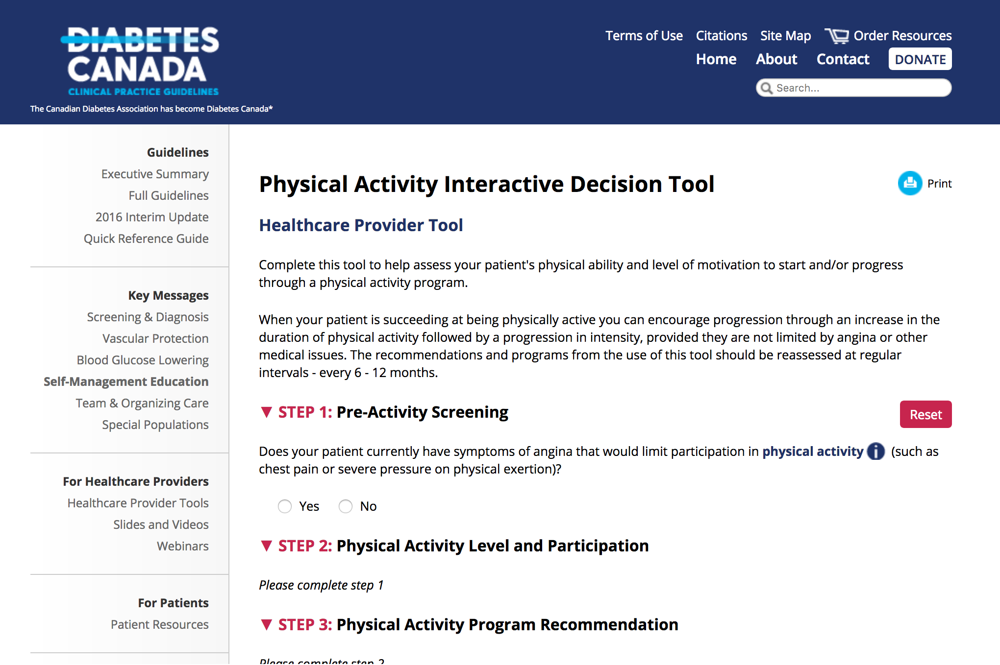 DIABETES
CANADA
CLINICAL PRACTICE GUIDELINES
The Canadian Diabetes Association has become Diabetes Canada*
Terms of Use Citations Site Map Order Resources
Home About Contact DONATE
Search...
Guidelines
Executive Summary
Full Guidelines
2016 Interim Update
Quick Reference Guide
Key Messages
Screening & Diagnosis
Vascular Protection
Blood Glucose Lowering
Self-Management Education
Team & Organizing Care
Special Populations
For Healthcare Providers
Healthcare Provider Tools
Slides and Videos
Webinars
For Patients
Patient Resources
Physical Activity Interactive Decision Tool
Print
Healthcare Provider Tool
Complete this tool to help assess your patient's physical ability and level of motivation to start and/or progress
through a physical activity program.
When your patient is succeeding at being physically active you can encourage progression through an increase in the
duration of physical activity followed by a progression in intensity, provided they are not limited by angina or other
medical issues. The recommendations and programs from the use of this tool should be reassessed at regular
intervals - every 6 - 12 months.
▼ STEP 1: Pre-Activity Screening
Reset
Does your patient currently have symptoms of angina that would limit participation in physical activity i (such as
chest pain or severe pressure on physical exertion)?
Yes No
▼ STEP 2: Physical Activity Level and Participation
Please complete step 1
▼ STEP 3: Physical Activity Program Recommendation
Please complete step 2